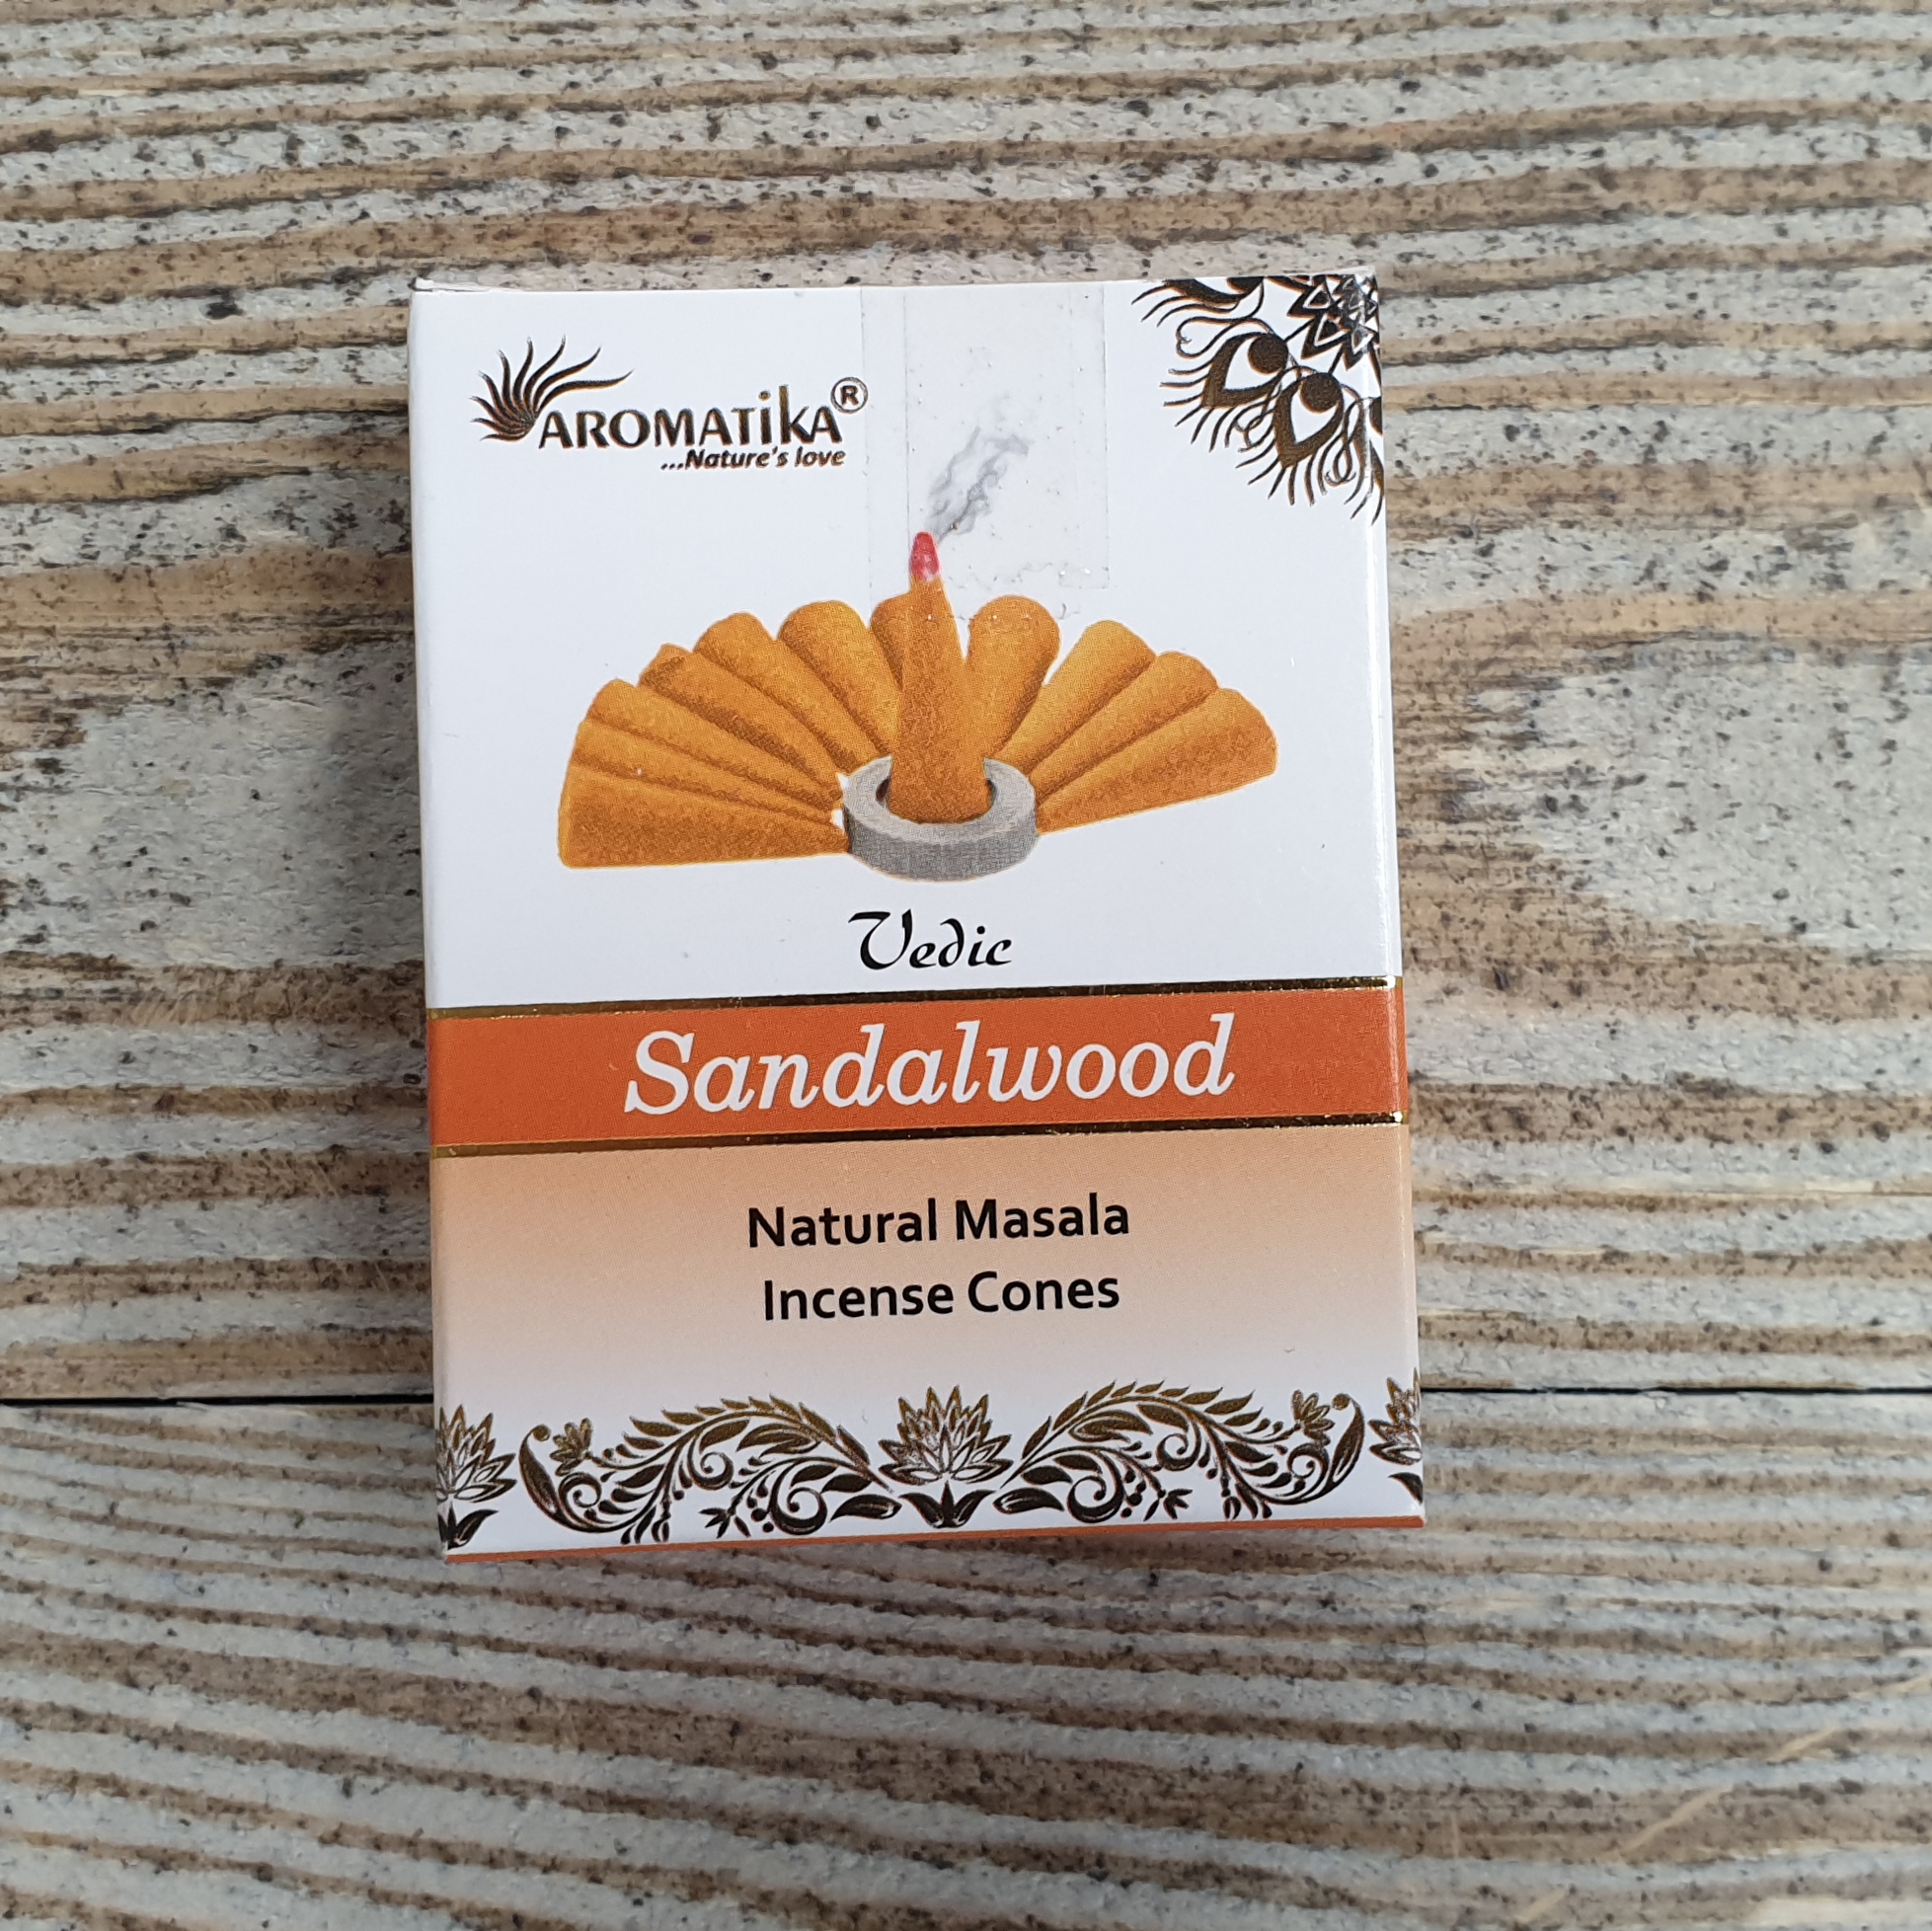 AROMATiKA®
...Nature's love
Vedic
Sandalwood
Natural Masala
Incense Cones